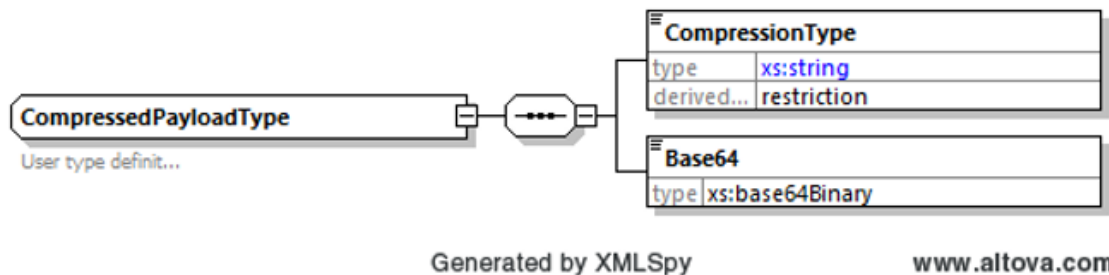 CompressionType
type xs:string
derived... restriction
CompressedPayloadType
User type definit...
Base64
type xs:base64Binary
Generated by XMLSpy www.altova.com